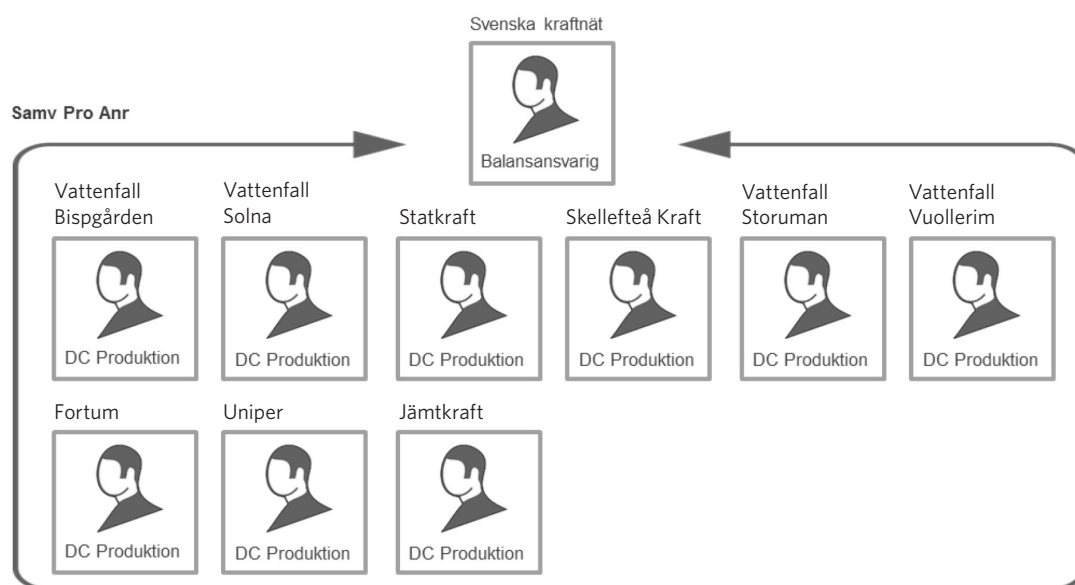 Svenska kraftnät
Balansansvarig
Samv Pro Anr
Vattenfall
Bispgården
Vattenfall
Solna
Statkraft
Skellefteå Kraft
Vattenfall
Storuman
Vattenfall
Vuollerim
DC Produktion
DC Produktion
DC Produktion
DC Produktion
DC Produktion
DC Produktion
Fortum
Uniper
Jämtkraft
DC Produktion
DC Produktion
DC Produktion